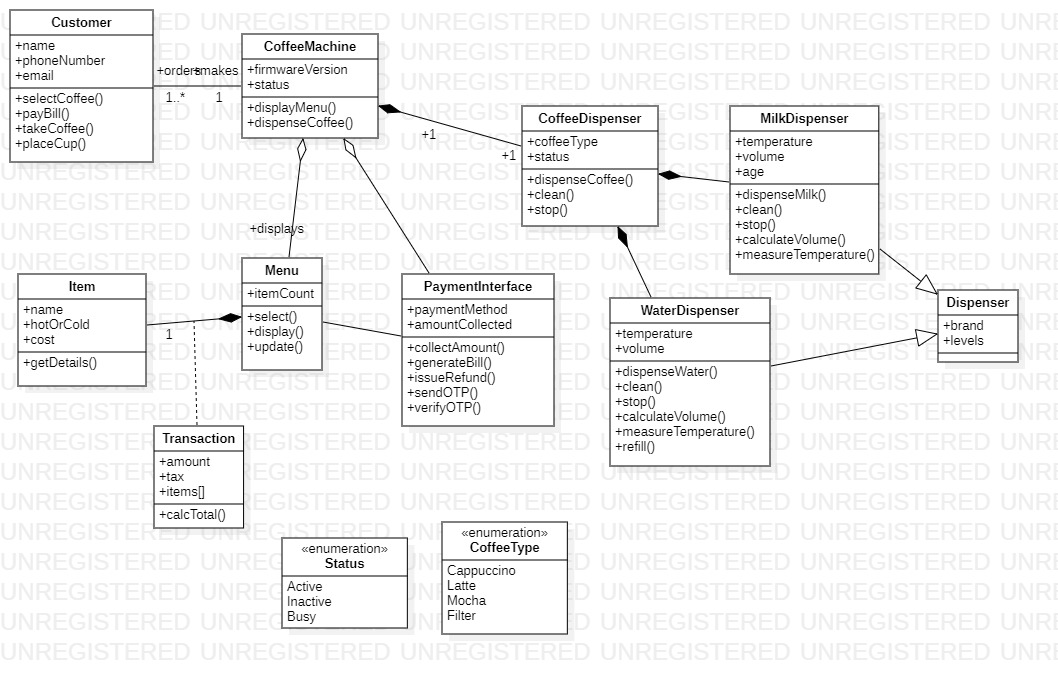 Customer
+name
+phoneNumber
+email
+selectCoffee()
+payBill()
+takeCoffee()
+placeCup()
+orders
+makes
1..*
1
CoffeeMachine
+firmwareVersion
+status
+displayMenu()
+dispenseCoffee()
+1
+1
CoffeeDispenser
+coffeeType
+status
+dispenseCoffee()
+clean()
+stop()
MilkDispenser
+temperature
+volume
+age
+dispenseMilk()
+clean()
+stop()
+calculateVolume()
+measureTemperature()
+displays
Item
+name
+hotOrCold
+cost
+getDetails()
1
Menu
+itemCount
+select()
+display()
+update()
PaymentInterface
+paymentMethod
+amountCollected
+collectAmount()
+generateBill()
+issueRefund()
+sendOTP()
+verifyOTP()
WaterDispenser
+temperature
+volume
+dispenseWater()
+clean()
+stop()
+calculateVolume()
+measureTemperature()
+refill()
Dispenser
+brand
+levels
Transaction
+amount
+tax
+items[]
+calcTotal()
«enumeration»
Status
Active
Inactive
Busy
«enumeration»
CoffeeType
Cappuccino
Latte
Mocha
Filter
UNREGISTERED